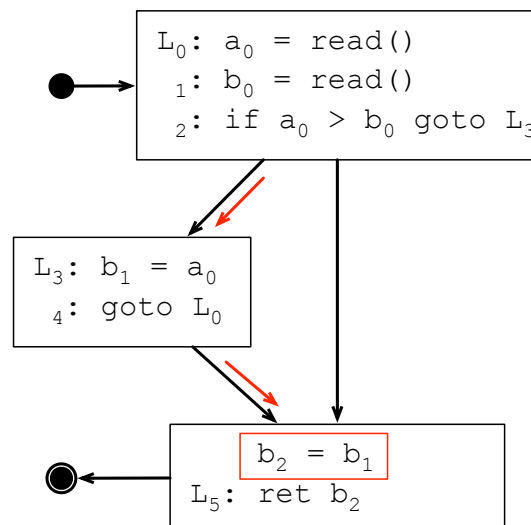 L₀: a₀ = read()
₁: b₀ = read()
₂: if a₀ > b₀ goto L₃
L₃: b₁ = a₀
₄: goto L₀
b₂ = b₁
L₅: ret b₂